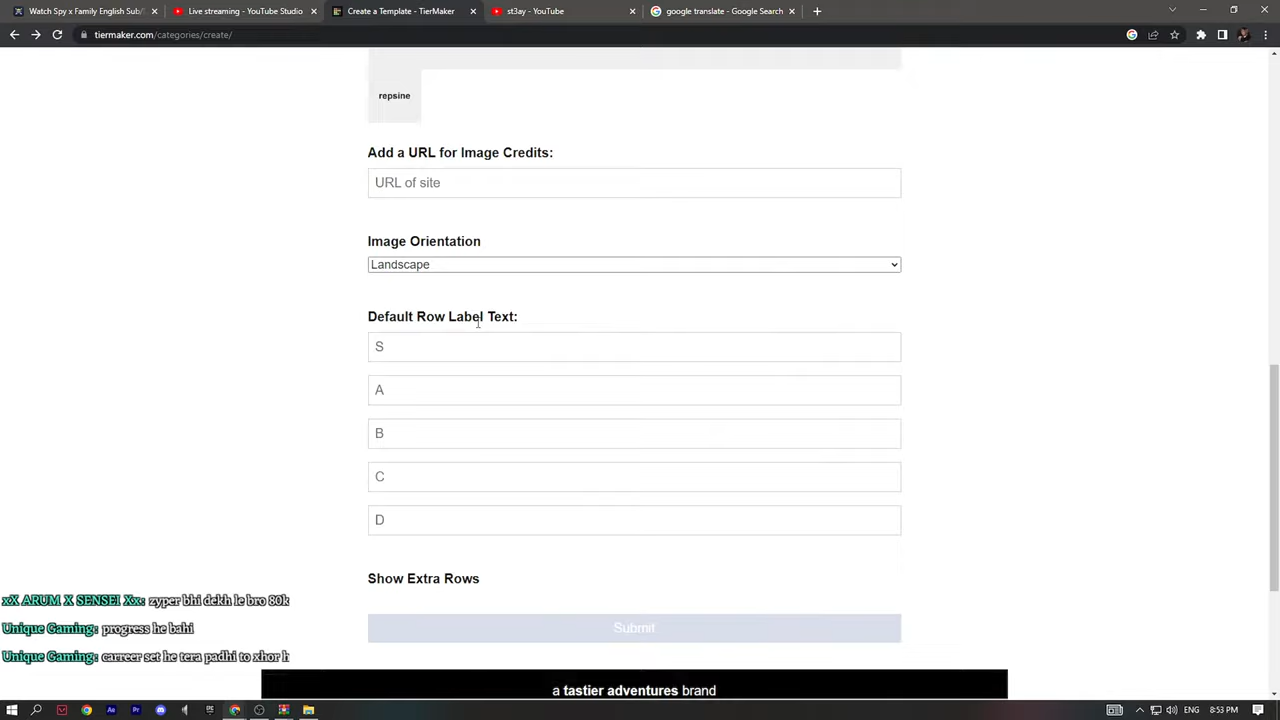 Watch Spy x Family English Sub/
Live streaming - YouTube Studio
Create a Template - TierMaker
st3ay - YouTube
google translate - Google Search
tiermaker.com/categories/create/
repsine
Add a URL for Image Credits:
URL of site
Image Orientation
Landscape
Default Row Label Text:
S
A
B
C
D
Show Extra Rows
Submit
xX ARUM X SENSEI Xx: zyper bhi dekh le bro 80k
Unique Gaming: progress he bahi
Unique Gaming: carreer set he tera padhi to xhor h
a tastier adventures brand
ENG
8:53 PM